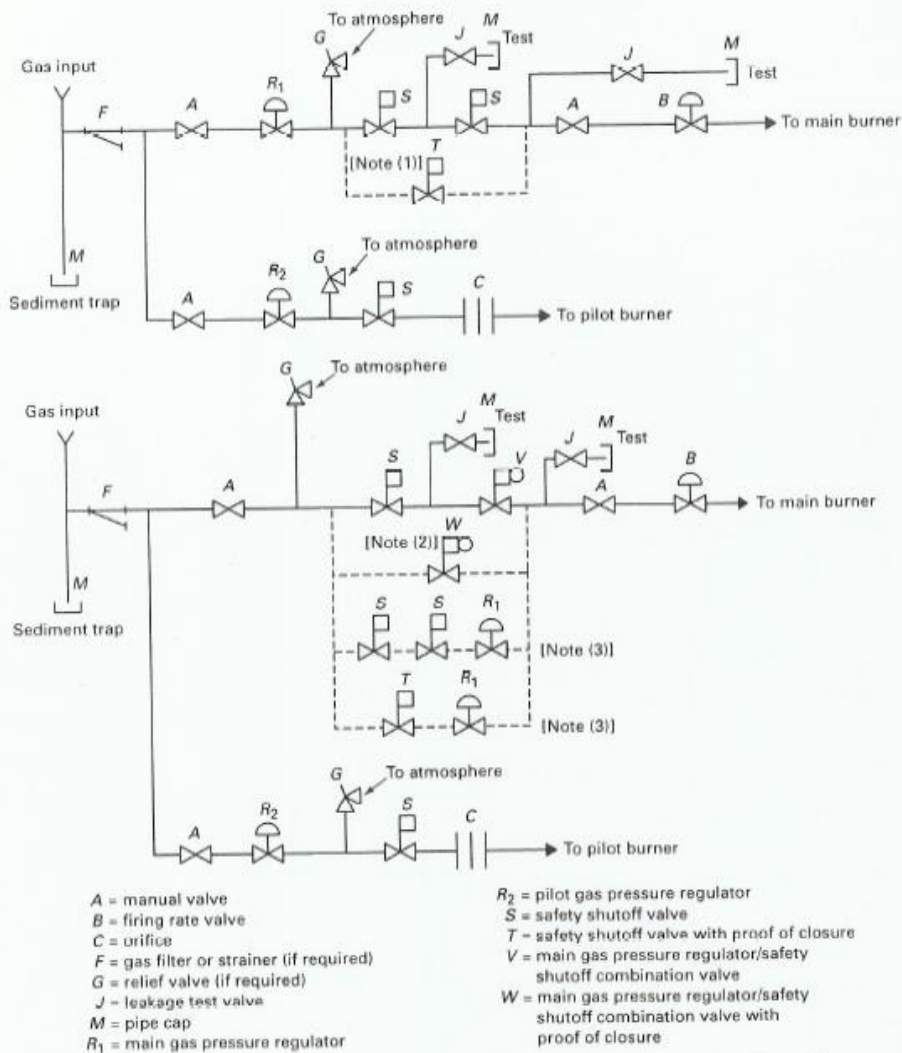 To atmosphere
G
J
M
Test
J
M
Test
Gas input
F
A
R1
S
S
A
B
To main burner
[Note (1)]
T
M
Sediment trap
To atmosphere
G
A
R2
S
C
To pilot burner
G
To atmosphere
Gas input
F
A
S
J
M
Test
V
J
M
Test
A
B
To main burner
[Note (2)]
W
M
Sediment trap
S
S
R1
[Note (3)]
T
R1
[Note (3)]
To atmosphere
G
A
R2
S
C
To pilot burner
A = manual valve
B = firing rate valve
C = orifice
F = gas filter or strainer (if required)
G = relief valve (if required)
J = leakage test valve
M = pipe cap
R1 = main gas pressure regulator
R2 = pilot gas pressure regulator
S = safety shutoff valve
T = safety shutoff valve with proof of closure
V = main gas pressure regulator/safety
shutoff combination valve
W = main gas pressure regulator/safety
shutoff combination valve with
proof of closure